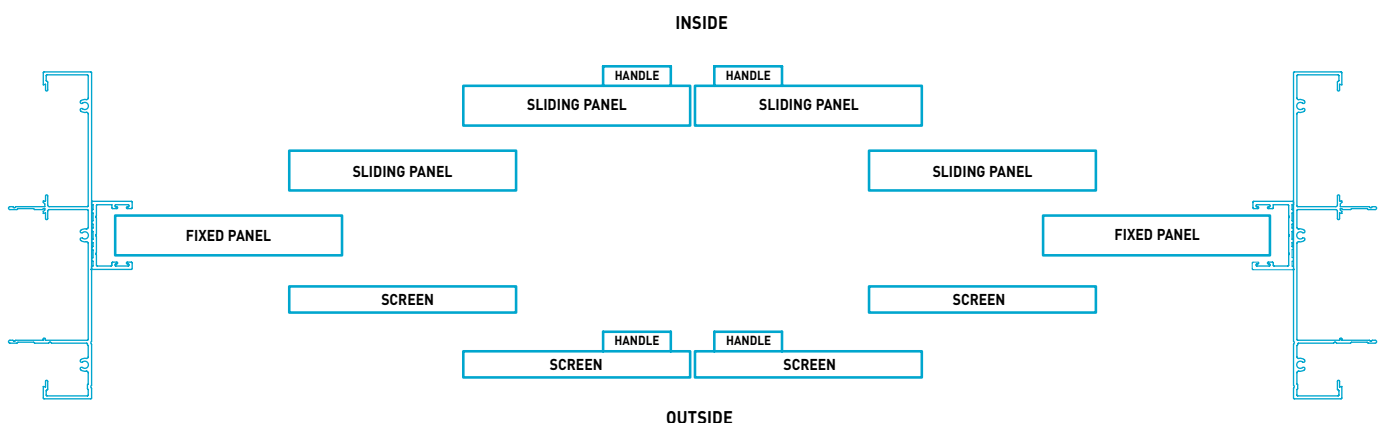 INSIDE
HANDLE
HANDLE
SLIDING PANEL
SLIDING PANEL
SLIDING PANEL
SLIDING PANEL
FIXED PANEL
FIXED PANEL
SCREEN
SCREEN
HANDLE
HANDLE
SCREEN
SCREEN
OUTSIDE